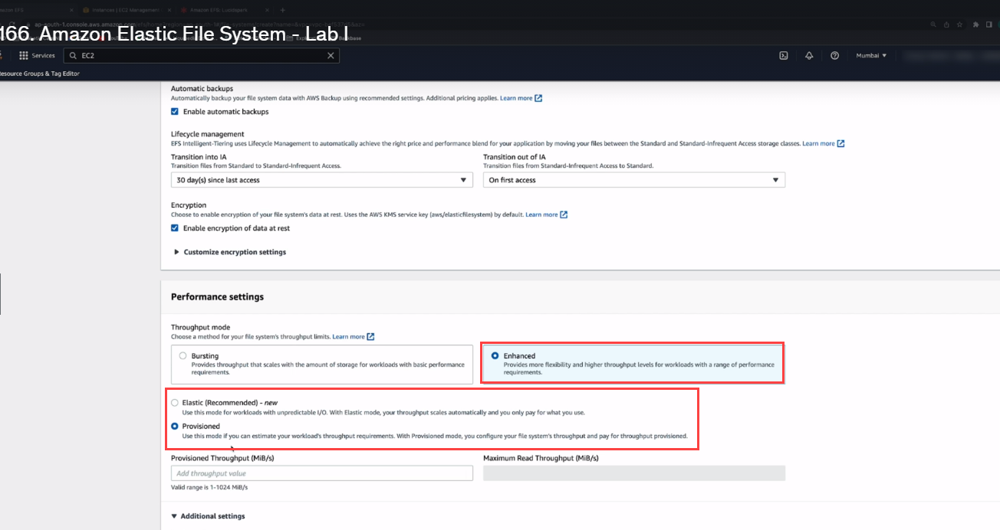 Instances | EC2 Management
Amazon EFS
ap-south-1.console.aws.amazon.com
166. Amazon Elastic File System - Lab I
Services
EC2
Mumbai
Resource Groups & Tag Editor
Automatic backups
Automatically backup your file system data with AWS Backup using recommended settings. Additional pricing applies. Learn more
Enable automatic backups
Lifecycle management
EFS Intelligent-Tiering uses Lifecycle Management to automatically achieve the right price and performance blend for your application by moving your files between the Standard and Standard-Infrequent Access storage classes. Learn more
Transition into IA
Transition files from Standard to Standard-Infrequent Access.
30 day(s) since last access
Transition out of IA
Transition files from Standard-Infrequent Access to Standard.
On first access
Encryption
Choose to enable encryption of your file system's data at rest. Uses the AWS KMS service key (aws/elasticfilesystem) by default. Learn more
Enable encryption of data at rest
Customize encryption settings
Performance settings
Throughput mode
Choose a method for your file system's throughput limits. Learn more
Bursting
Provides throughput that scales with the amount of storage for workloads with basic performance
requirements.
Enhanced
Provides more flexibility and higher throughput levels for workloads with a range of performance
requirements.
Elastic (Recommended) - new
Use this mode for workloads with unpredictable I/O. With Elastic mode, your throughput scales automatically and you only pay for what you use.
Provisioned
Use this mode if you can estimate your workload's throughput requirements. With Provisioned mode, you configure your file system's throughput and pay for throughput provisioned.
Provisioned Throughput (MiB/s)
Add throughput value
Valid range is 1-1024 MiB/s
Maximum Read Throughput (MiB/s)
Additional settings